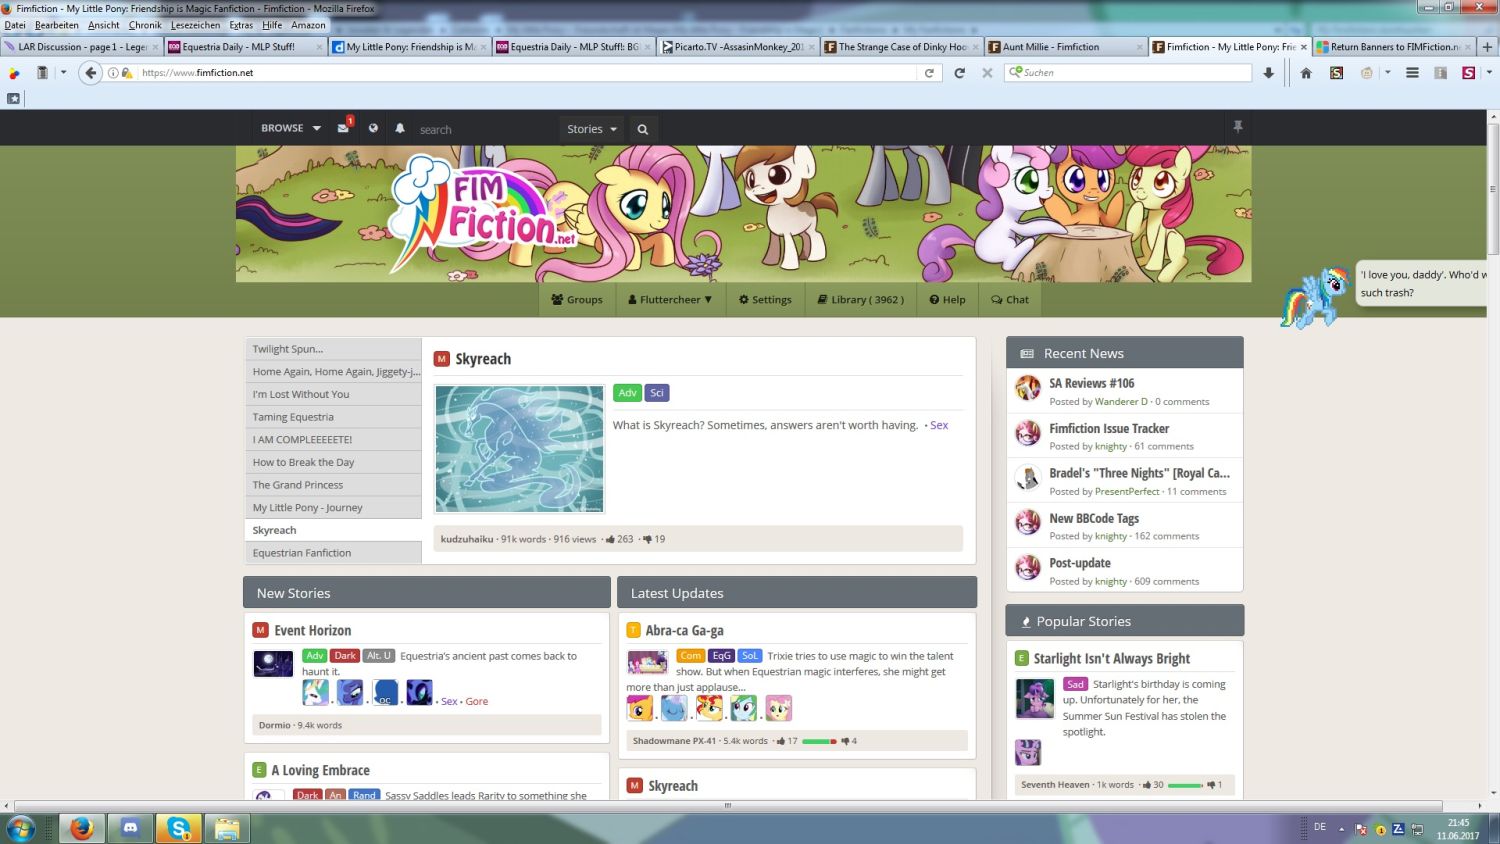 Fimfiction - My Little Pony: Friendship is Magic Fanfiction - Fimfiction - Mozilla Firefox
Datei Bearbeiten Ansicht Chronik Lesezeichen Extras Hilfe Amazon
LAR Discussion - page 1 - Leger
Equestria Daily - MLP Stuff!
My Little Pony: Friendship is Ma
Equestria Daily - MLP Stuff!: BGI
Picarto.TV -AssasinMonkey_201
The Strange Case of Dinky Hoo
Aunt Millie - Fimfiction
Fimfiction - My Little Pony: Frie
Return Banners to FIMFiction.ne
https://www.fimfiction.net
Suchen
BROWSE
1
search
Stories
FIM
Fiction.net
Groups
Fluttercheer ▼
Settings
Library ( 3962 )
Help
Chat
'I love you, daddy'. Who'd w
such trash?
Twilight Spun...
Home Again, Home Again, Jiggety-j...
I'm Lost Without You
Taming Equestria
I AM COMPLEEEEETE!
How to Break the Day
The Grand Princess
My Little Pony - Journey
Skyreach
Equestrian Fanfiction
M Skyreach
Adv Sci
What is Skyreach? Sometimes, answers aren't worth having. • Sex
kudzuhaiku · 91k words · 916 views · 263 · 19
Recent News
SA Reviews #106
Posted by Wanderer D · 0 comments
Fimfiction Issue Tracker
Posted by knighty · 61 comments
Bradel's "Three Nights" [Royal Ca...
Posted by PresentPerfect · 11 comments
New BBCode Tags
Posted by knighty · 162 comments
Post-update
Posted by knighty · 609 comments
New Stories
M Event Horizon
Adv Dark Alt. U Equestria's ancient past comes back to
haunt it.
OC
• Sex • Gore
Dormio · 9.4k words
E A Loving Embrace
Dark An Rand Sassy Saddles leads Rarity to something she
Latest Updates
T Abra-ca Ga-ga
Com EqG SoL Trixie tries to use magic to win the talent
show. But when Equestrian magic interferes, she might get
more than just applause...
Shadowmane PX-41 · 5.4k words · 17 4
M Skyreach
Popular Stories
E Starlight Isn't Always Bright
Sad Starlight's birthday is coming
up. Unfortunately for her, the
Summer Sun Festival has stolen the
spotlight.
Seventh Heaven · 1k words · 30 1
DE
21:45
11.06.2017